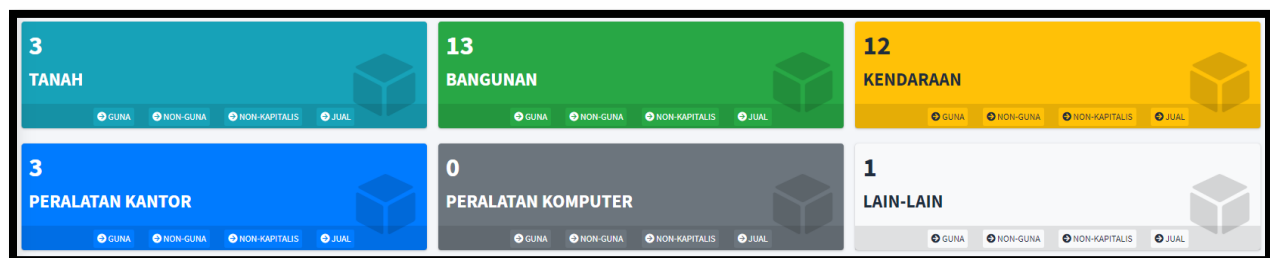 3
TANAH
GUNA NON-GUNA NON-KAPITALIS JUAL
13
BANGUNAN
GUNA NON-GUNA NON-KAPITALIS JUAL
12
KENDARAAN
GUNA NON-GUNA NON-KAPITALIS JUAL
3
PERALATAN KANTOR
GUNA NON-GUNA NON-KAPITALIS JUAL
0
PERALATAN KOMPUTER
GUNA NON-GUNA NON-KAPITALIS JUAL
1
LAIN-LAIN
GUNA NON-GUNA NON-KAPITALIS JUAL